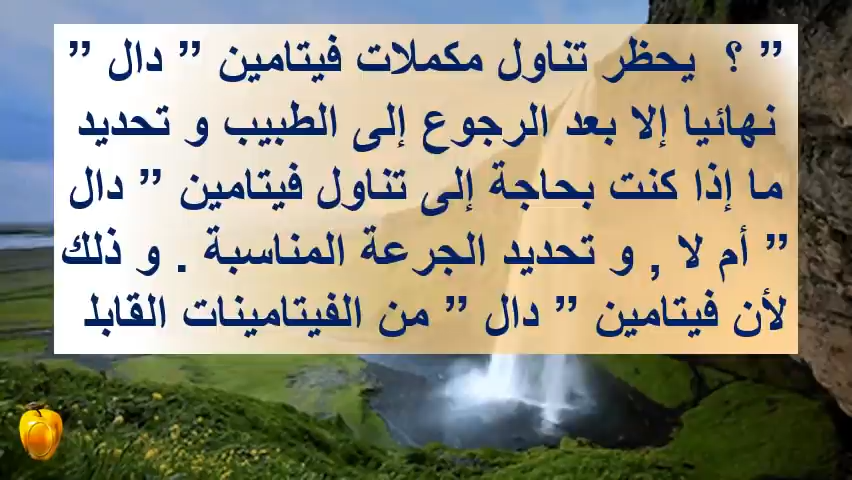 ” ؟  يحظر تناول مكملات فيتامين ” دال ”
نهائيا إلا بعد الرجوع إلى الطبيب و تحديد
ما إذا كنت بحاجة إلى تناول فيتامين ” دال
” أم لا , و تحديد الجرعة المناسبة . و ذلك
لأن فيتامين ” دال ” من الفيتامينات القابلـ